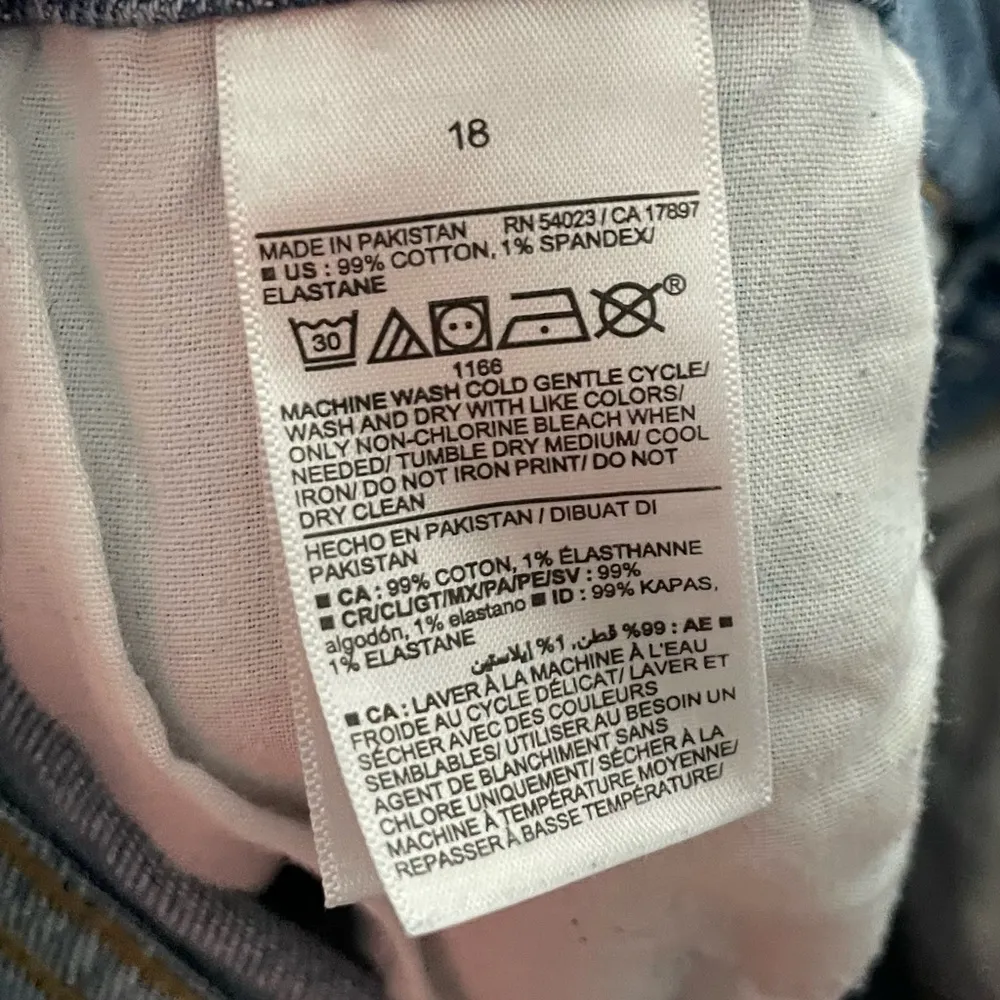 18
MADE IN PAKISTAN RN 54023 / CA 17897
■ US : 99% COTTON, 1% SPANDEX/
ELASTANE
30 ®
1166
MACHINE WASH COLD GENTLE CYCLE/
WASH AND DRY WITH LIKE COLORS/
ONLY NON-CHLORINE BLEACH WHEN
NEEDED/ TUMBLE DRY MEDIUM/ COOL
IRON/ DO NOT IRON PRINT/ DO NOT
DRY CLEAN
HECHO EN PAKISTAN / DIBUAT DI
PAKISTAN
■ CA : 99% COTON, 1% ÉLASTHANNE
■ CR/CL/GT/MX/PA/PE/SV : 99%
algodón, 1% elastano ■ ID : 99% KAPAS,
1% ELASTANE
■ AE : 99% قطن, 1% إيلاستين
■ CA : LAVER À LA MACHINE À L'EAU
FROIDE AU CYCLE DÉLICAT/ LAVER ET
SÉCHER AVEC DES COULEURS
SEMBLABLES/ UTILISER AU BESOIN UN
AGENT DE BLANCHIMENT SANS
CHLORE UNIQUEMENT/ SÉCHER À LA
MACHINE À TEMPÉRATURE MOYENNE/
REPASSER À BASSE TEMPÉRATURE/